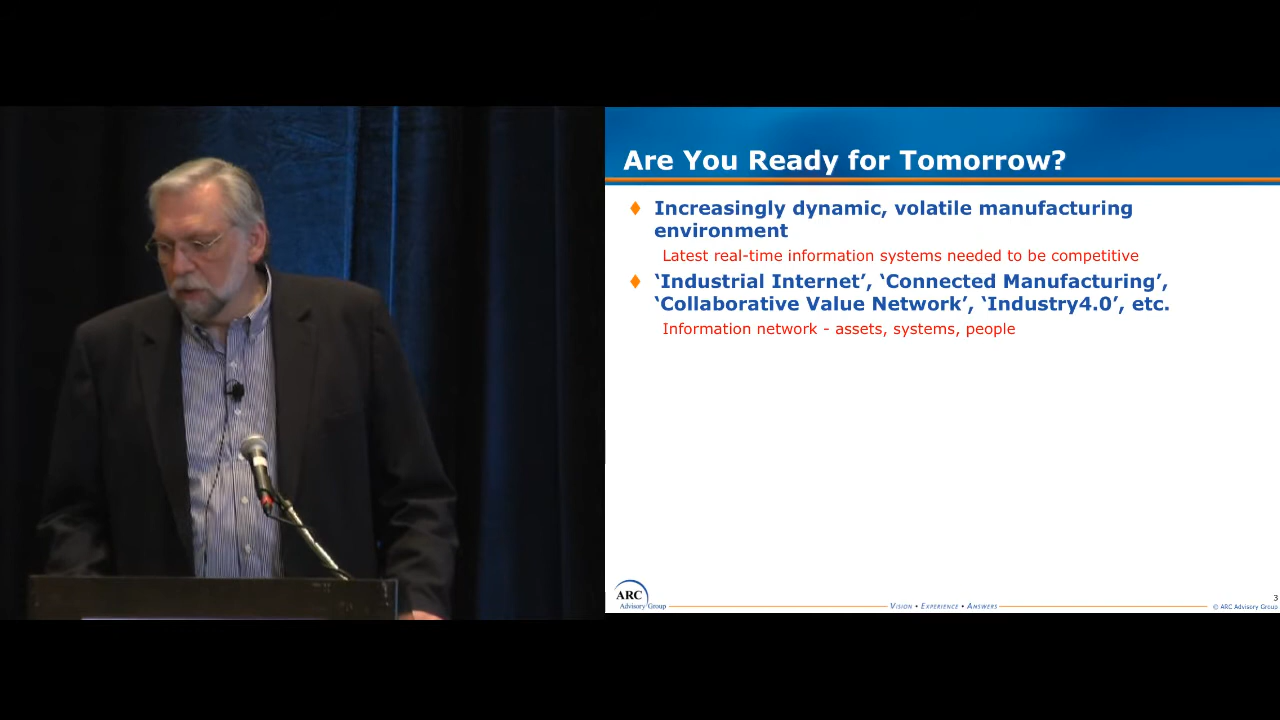 Are You Ready for Tomorrow?
♦ Increasingly dynamic, volatile manufacturing
environment
Latest real-time information systems needed to be competitive
♦ ‘Industrial Internet’, ‘Connected Manufacturing’,
‘Collaborative Value Network’, ‘Industry4.0’, etc.
Information network - assets, systems, people
ARC
Advisory Group
VISION • EXPERIENCE • ANSWERS
3
© ARC Advisory Group